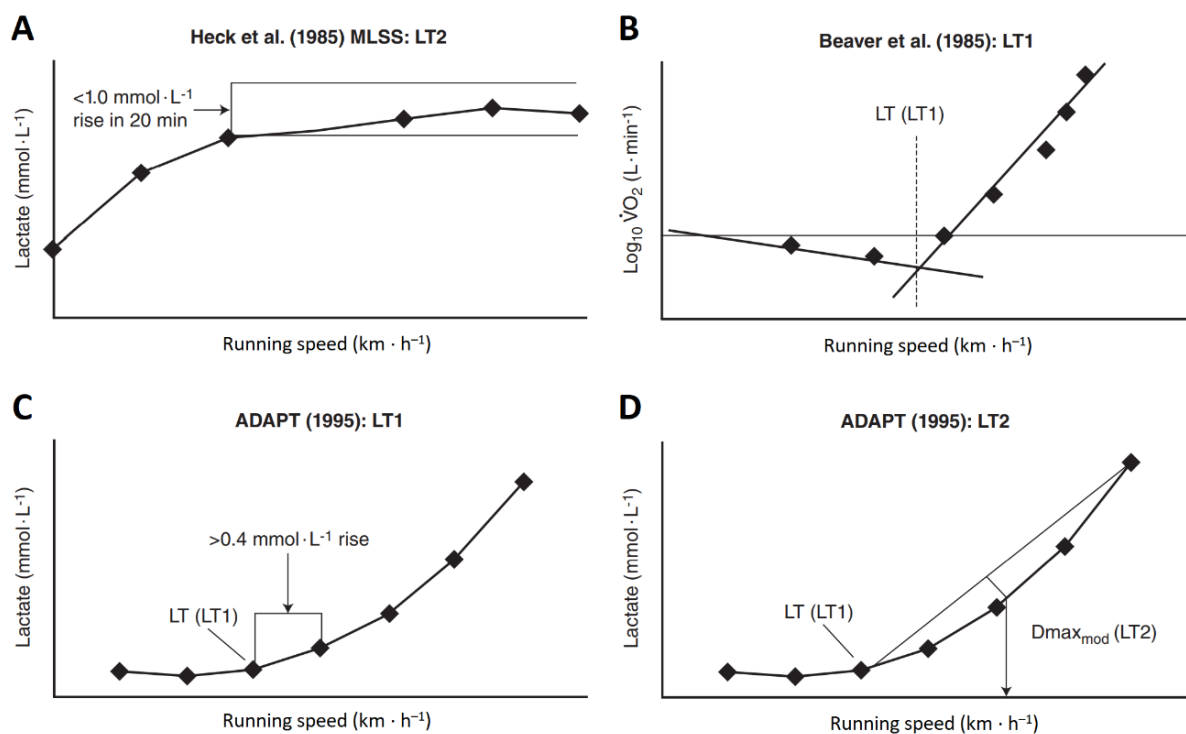 A
Heck et al. (1985) MLSS: LT2
<1.0 mmol·L⁻¹
rise in 20 min
Lactate (mmol·L⁻¹)
Running speed (km · h⁻¹)
B
Beaver et al. (1985): LT1
LT (LT1)
Log₁₀ V̇O₂ (L·min⁻¹)
Running speed (km · h⁻¹)
C
ADAPT (1995): LT1
>0.4 mmol·L⁻¹ rise
LT (LT1)
Lactate (mmol·L⁻¹)
Running speed (km · h⁻¹)
D
ADAPT (1995): LT2
LT (LT1)
Dmax_mod (LT2)
Lactate (mmol·L⁻¹)
Running speed (km · h⁻¹)